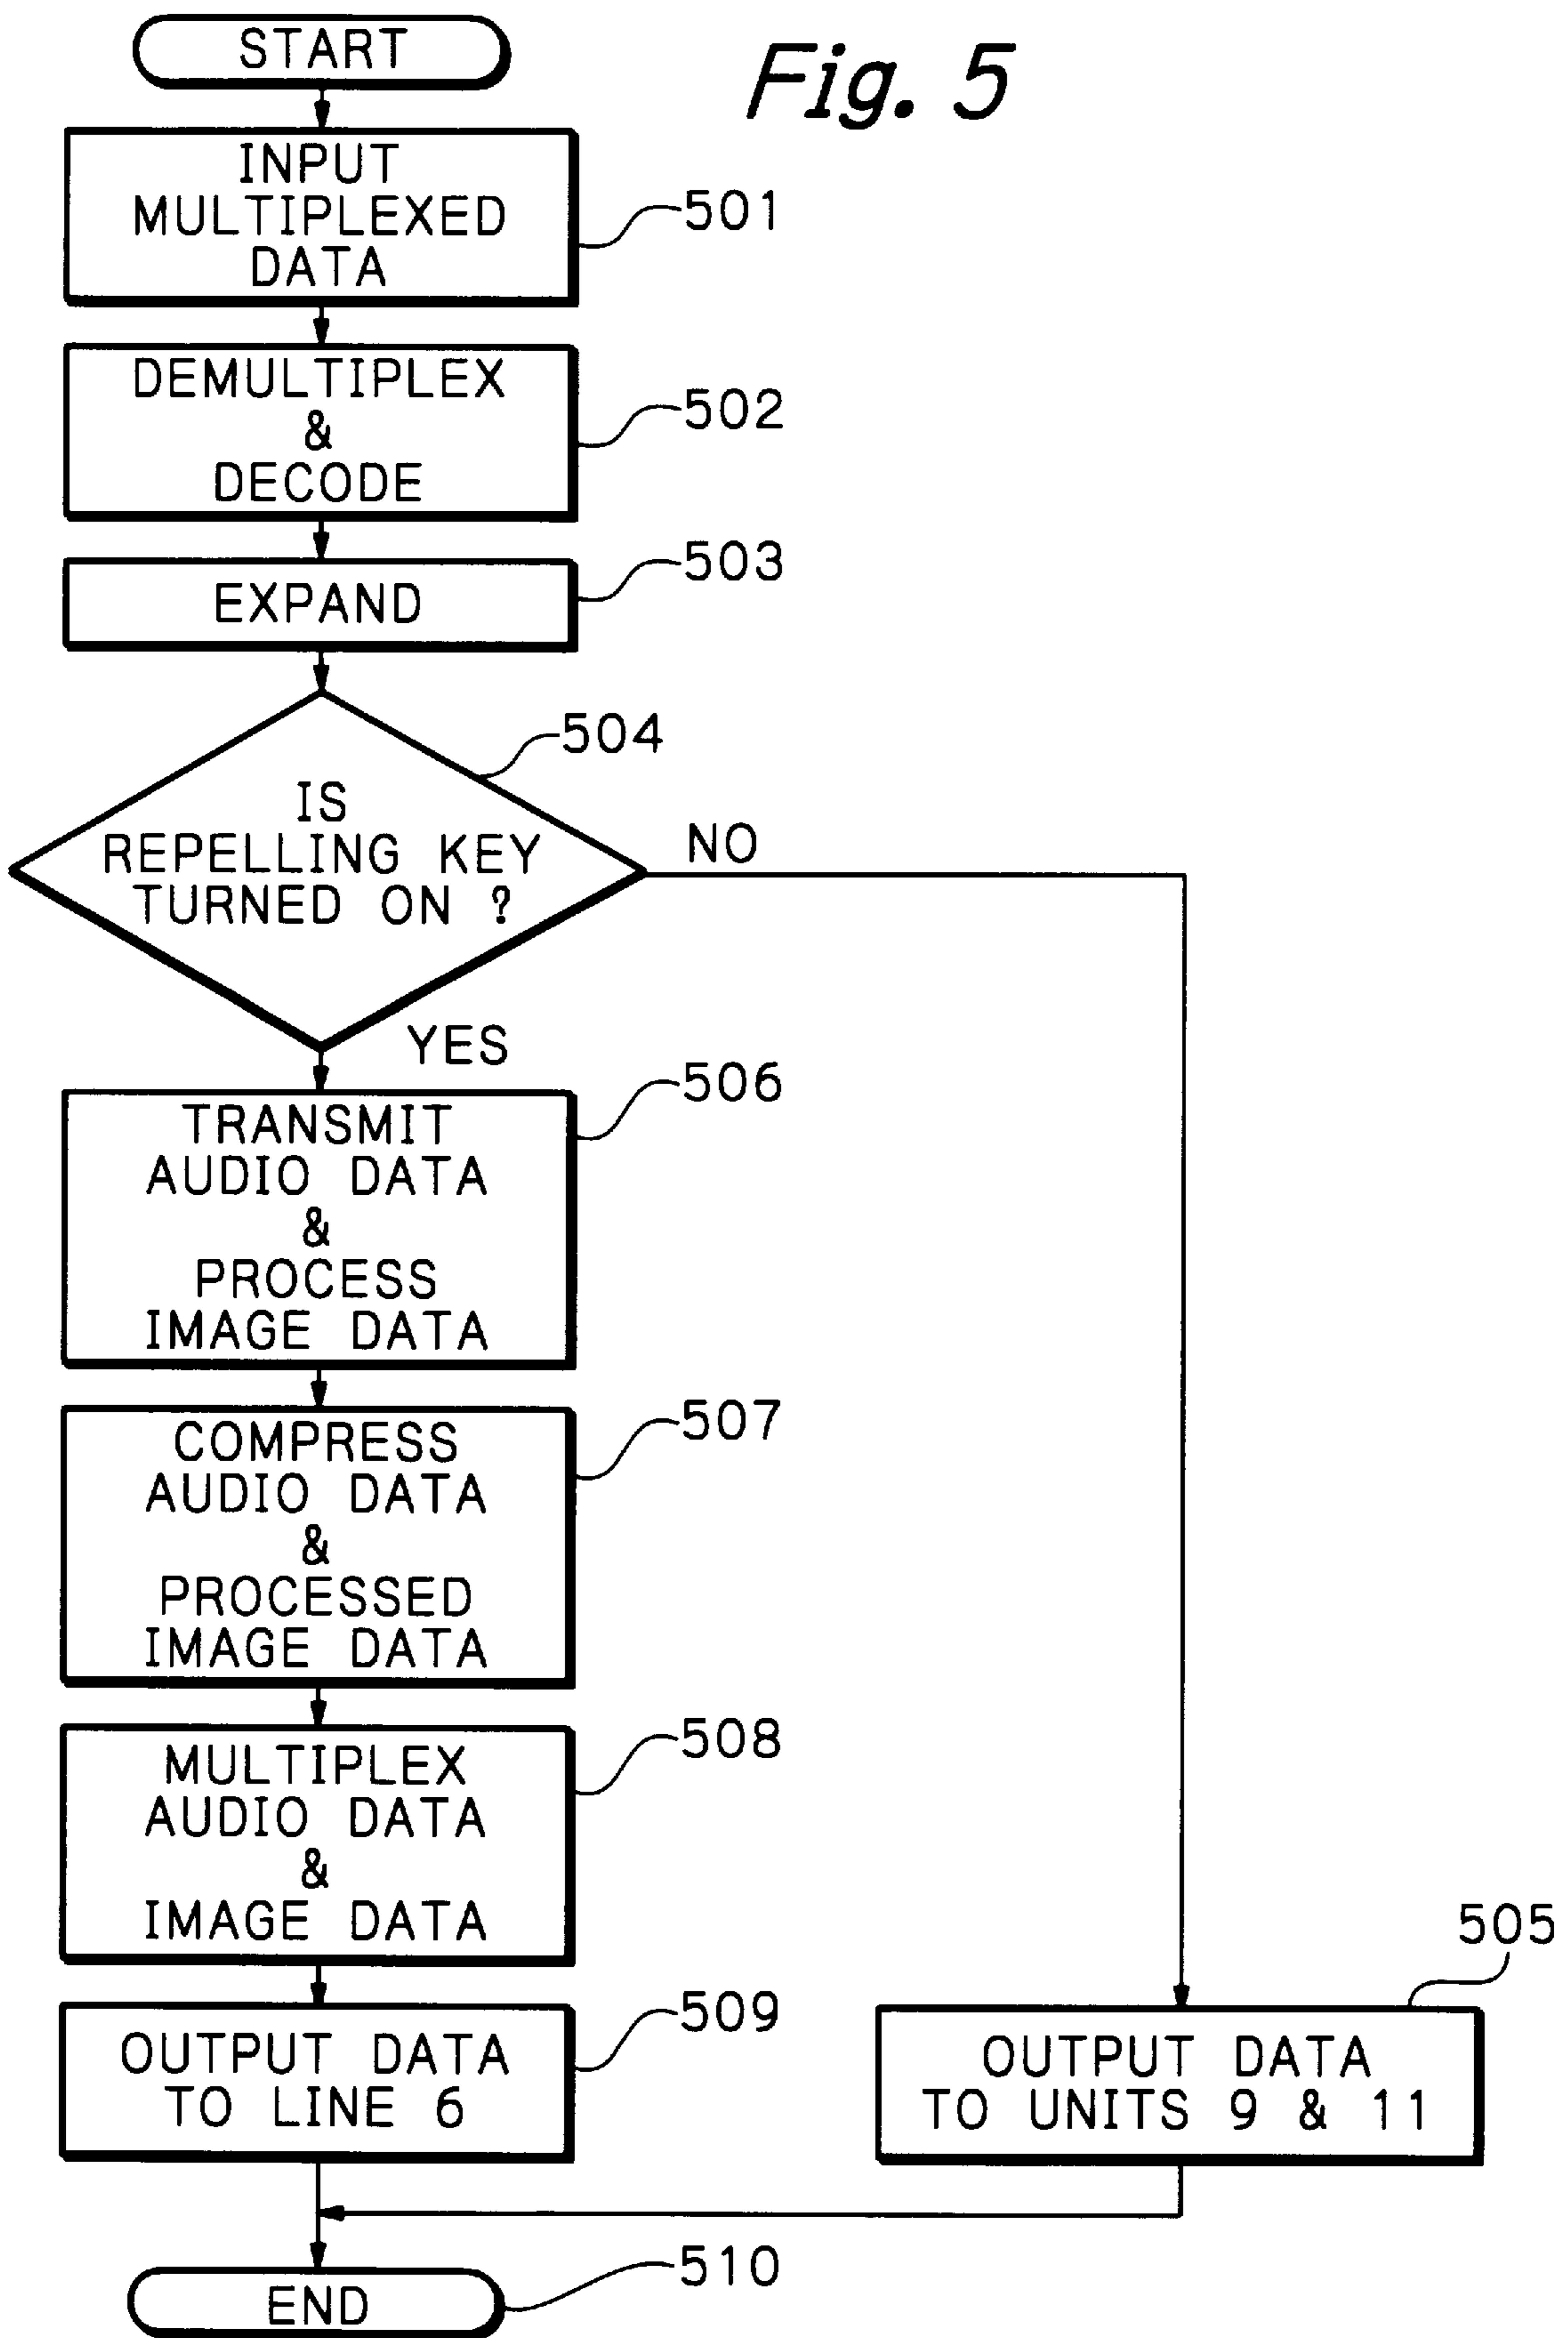 START
Fig. 5
INPUT
MULTIPLEXED
DATA
501
DEMULTIPLEX
&
DECODE
502
EXPAND
503
IS
REPELLING KEY
TURNED ON ?
504
NO
YES
TRANSMIT
AUDIO DATA
&
PROCESS
IMAGE DATA
506
COMPRESS
AUDIO DATA
&
PROCESSED
IMAGE DATA
507
MULTIPLEX
AUDIO DATA
&
IMAGE DATA
508
OUTPUT DATA
TO LINE 6
509
OUTPUT DATA
TO UNITS 9 & 11
505
END
510